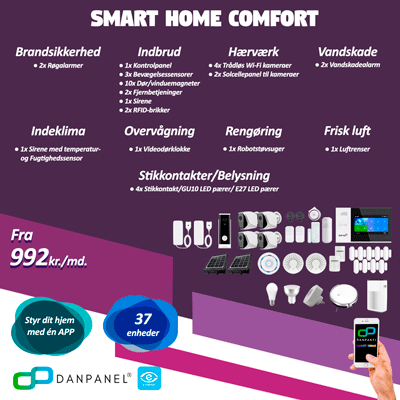 SMART HOME COMFORT
Brandsikkerhed
• 2x Røgalarmer
Indbrud
• 1x Kontrolpanel
• 3x Bevægelsessensorer
• 10x Dør/vinduemagneter
• 2x Fjernbetjeninger
• 1x Sirene
• 2x RFID-brikker
Hærværk
• 4x Trådløs Wi-Fi kameraer
• 2x Solcellepanel til kameraer
Vandskade
• 2x Vandskadealarm
Indeklima
• 1x Sirene med temperatur-
og Fugtighedssensor
Overvågning
• 1x Videodørklokke
Rengøring
• 1x Robotstøvsuger
Frisk luft
• 1x Luftrenser
Stikkontakter/Belysning
• 4x Stikkontakt/GU10 LED pærer/ E27 LED pærer
Fra
992kr./md.
Styr dit hjem
med én APP
37
enheder
DANPANEL®